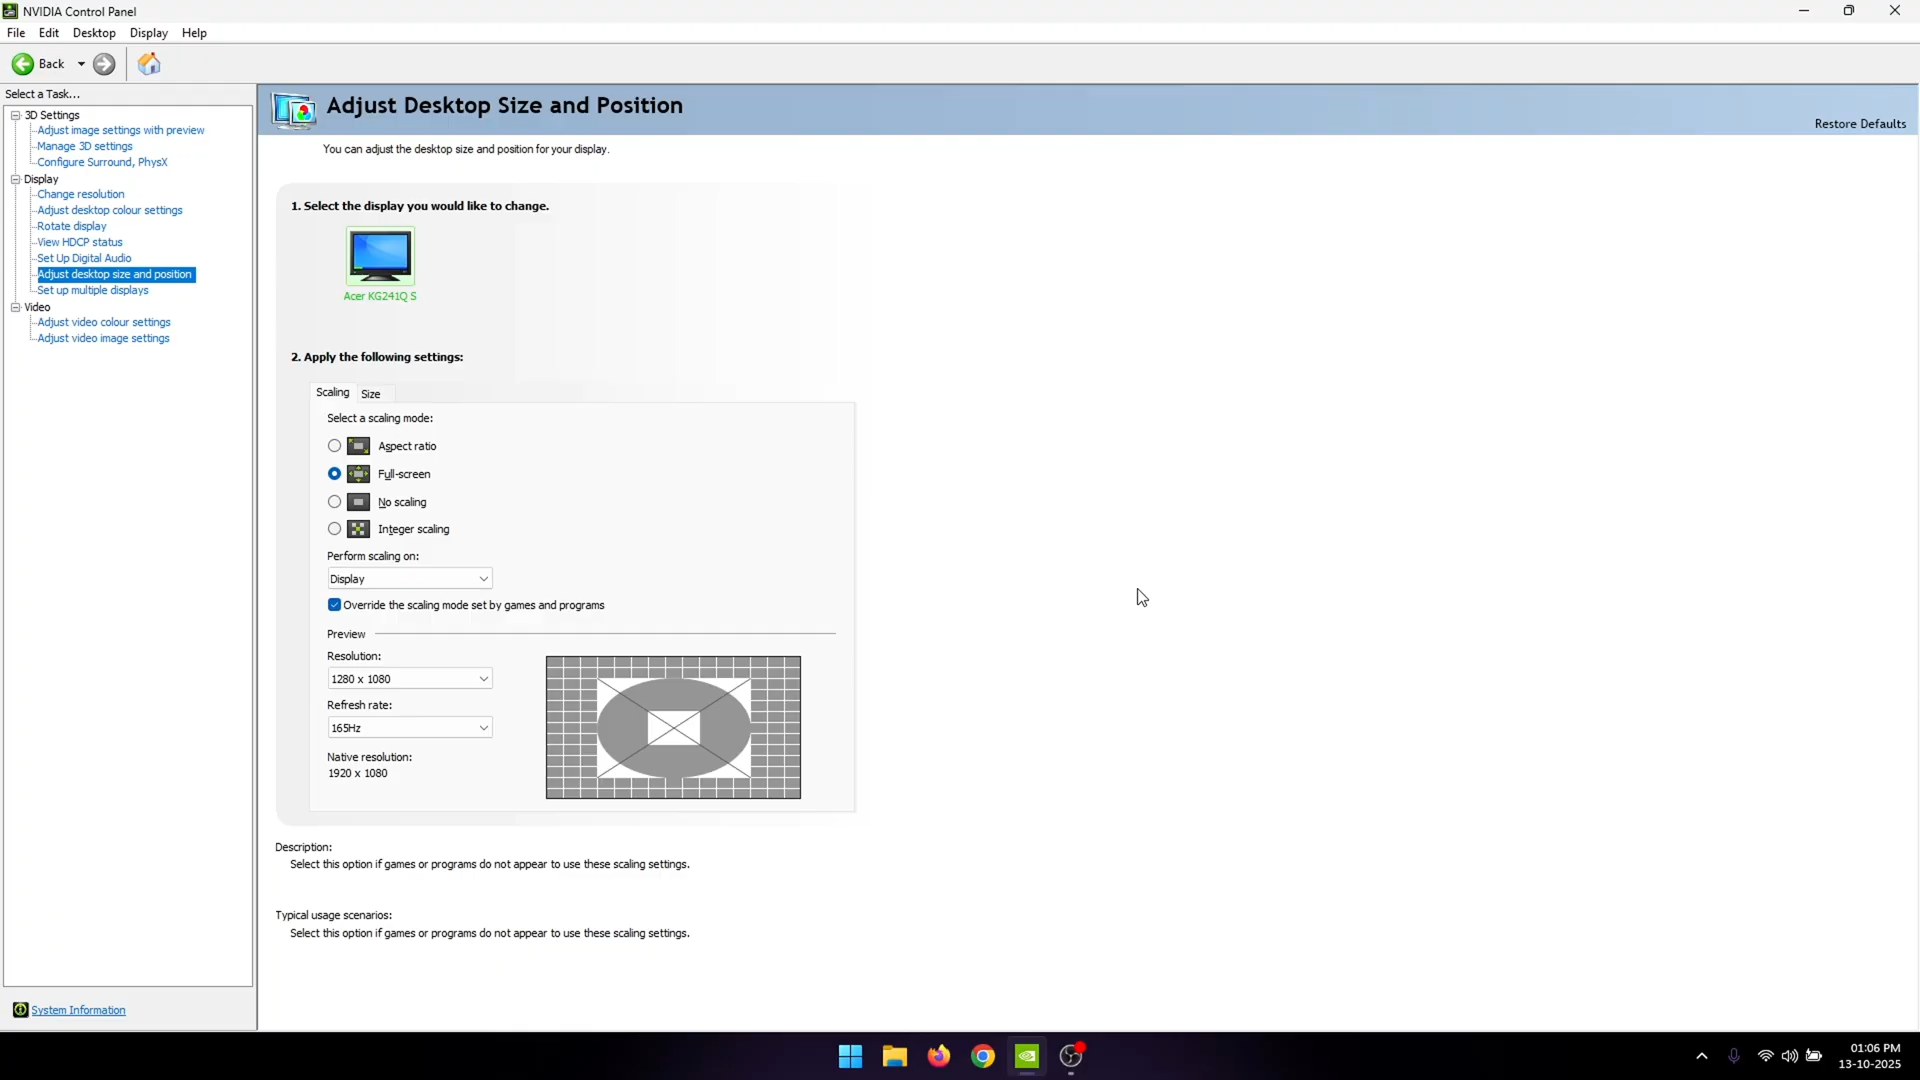 NVIDIA Control Panel
File Edit Desktop Display Help
Back
Select a Task...
3D Settings
Adjust image settings with preview
Manage 3D settings
Configure Surround, PhysX
Display
Change resolution
Adjust desktop colour settings
Rotate display
View HDCP status
Set Up Digital Audio
Adjust desktop size and position
Set up multiple displays
Video
Adjust video colour settings
Adjust video image settings
System Information
Adjust Desktop Size and Position
Restore Defaults
You can adjust the desktop size and position for your display.
1. Select the display you would like to change.
Acer KG241Q S
2. Apply the following settings:
Scaling Size
Select a scaling mode:
Aspect ratio
Full-screen
No scaling
Integer scaling
Perform scaling on:
Display
Override the scaling mode set by games and programs
Preview
Resolution:
1280 x 1080
Refresh rate:
165Hz
Native resolution:
1920 x 1080
Description:
Select this option if games or programs do not appear to use these scaling settings.
Typical usage scenarios:
Select this option if games or programs do not appear to use these scaling settings.
01:06 PM
13-10-2025